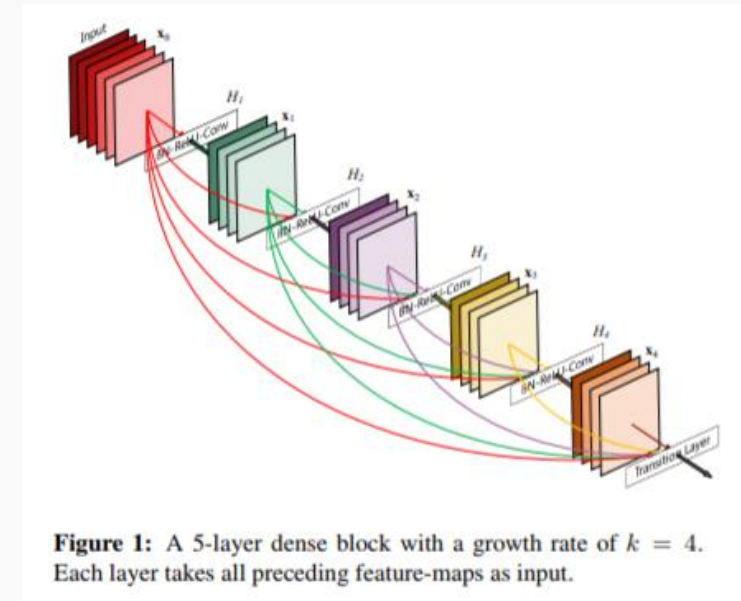 Input
x₀
H₁
BN-ReLU-Conv
x₁
H₂
BN-ReLU-Conv
x₂
H₃
BN-ReLU-Conv
x₃
H₄
BN-ReLU-Conv
x₄
Transition Layer
Figure 1: A 5-layer dense block with a growth rate of k = 4.
Each layer takes all preceding feature-maps as input.